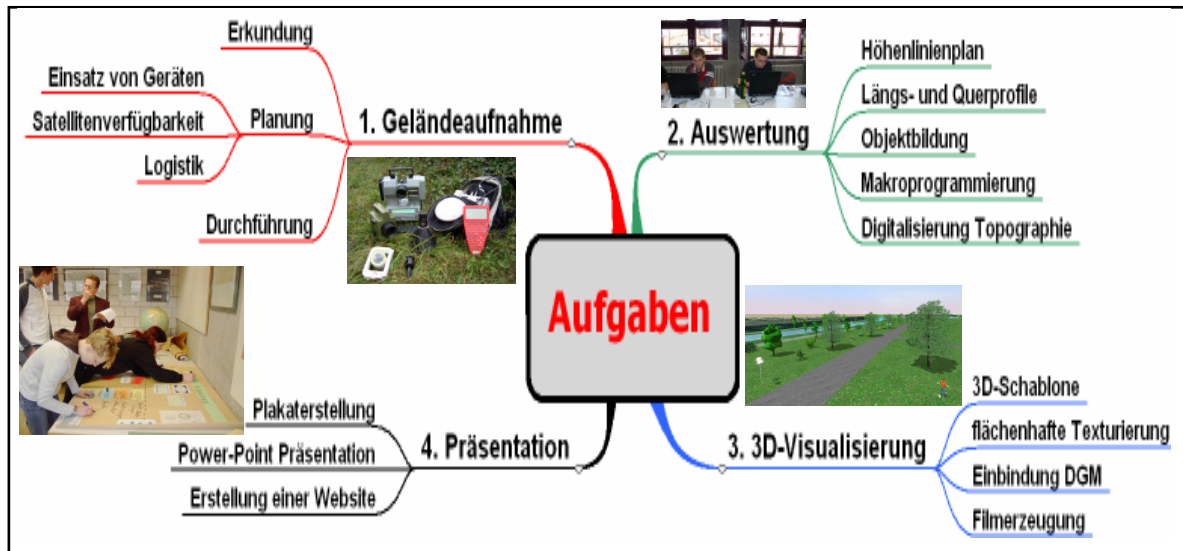 Aufgaben
1. Geländeaufnahme
Erkundung
Planung
Einsatz von Geräten
Satellitenverfügbarkeit
Logistik
Durchführung
2. Auswertung
Höhenlinienplan
Längs- und Querprofile
Objektbildung
Makroprogrammierung
Digitalisierung Topographie
3. 3D-Visualisierung
3D-Schablone
flächenhafte Texturierung
Einbindung DGM
Filmerzeugung
4. Präsentation
Plakaterstellung
Power-Point Präsentation
Erstellung einer Website